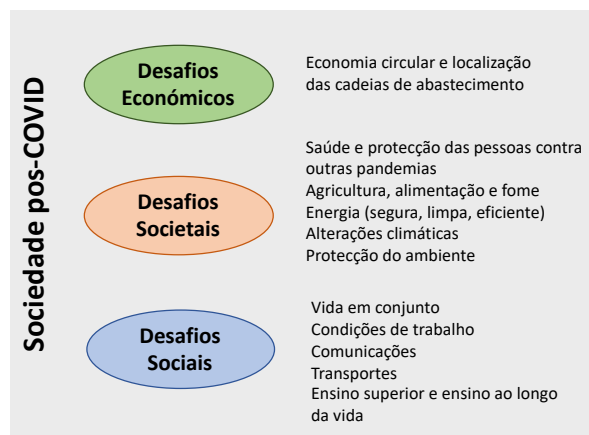 Sociedade pos-COVID
Desafios
Económicos
Economia circular e localização
das cadeias de abastecimento
Desafios
Societais
Saúde e protecção das pessoas contra
outras pandemias
Agricultura, alimentação e fome
Energia (segura, limpa, eficiente)
Alterações climáticas
Protecção do ambiente
Desafios
Sociais
Vida em conjunto
Condições de trabalho
Comunicações
Transportes
Ensino superior e ensino ao longo
da vida